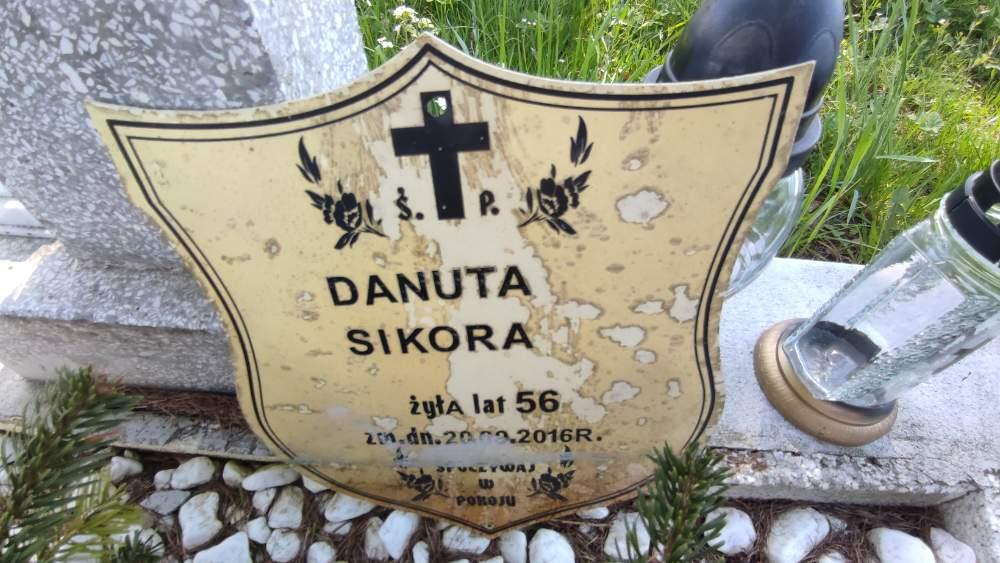 Ś. P.
DANUTA
SIKORA
żyłA lat 56
zm. dn. 20.09.2016R.
SPOCZYWAJ
W
POKOJU